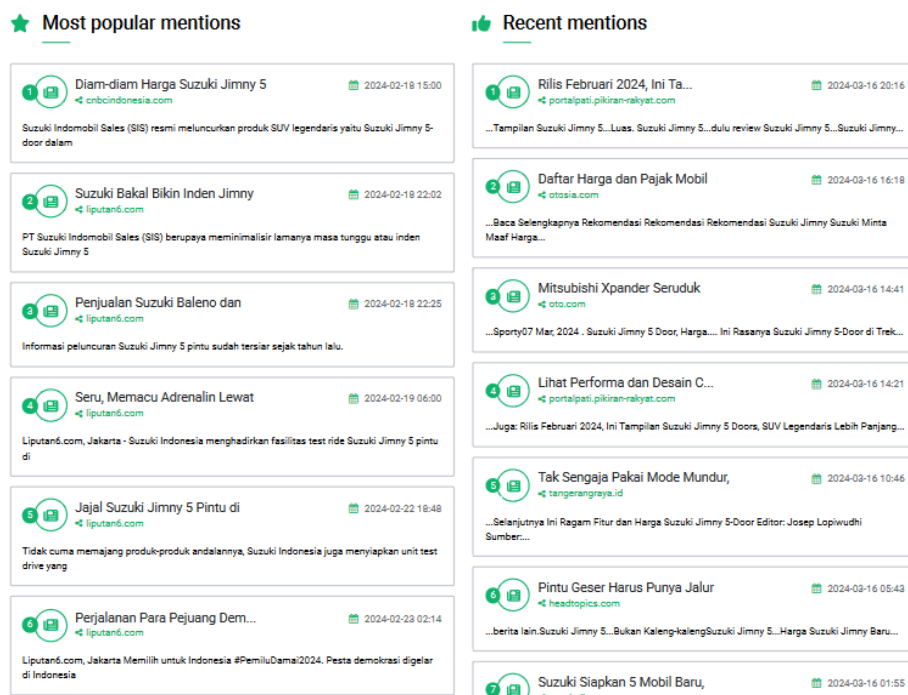 Most popular mentions
1
Diam-diam Harga Suzuki Jimny 5
2024-02-18 15:00
cnbcindonesia.com
Suzuki Indomobil Sales (SIS) resmi meluncurkan produk SUV legendaris yaitu Suzuki Jimny 5-
door dalam
2
Suzuki Bakal Bikin Inden Jimny
2024-02-18 22:02
liputan6.com
PT Suzuki Indomobil Sales (SIS) berupaya meminimalisir lamanya masa tunggu atau inden
Suzuki Jimny 5
3
Penjualan Suzuki Baleno dan
2024-02-18 22:25
liputan6.com
Informasi peluncuran Suzuki Jimny 5 pintu sudah tersiar sejak tahun lalu.
4
Seru, Memacu Adrenalin Lewat
2024-02-19 06:00
liputan6.com
Liputan6.com, Jakarta - Suzuki Indonesia menghadirkan fasilitas test ride Suzuki Jimny 5 pintu
di
5
Jajal Suzuki Jimny 5 Pintu di
2024-02-22 18:48
liputan6.com
Tidak cuma memajang produk-produk andalannya, Suzuki Indonesia juga menyiapkan unit test
drive yang
6
Perjalanan Para Pejuang Dem...
2024-02-23 02:14
liputan6.com
Liputan6.com, Jakarta Memilih untuk Indonesia #PemiluDamai2024. Pesta demokrasi digelar
di Indonesia
Recent mentions
1
Rilis Februari 2024, Ini Ta...
2024-03-16 20:16
portalpati.pikiran-rakyat.com
...Tampilan Suzuki Jimny 5...Luas. Suzuki Jimny 5...dulu review Suzuki Jimny 5...Suzuki Jimny...
2
Daftar Harga dan Pajak Mobil
2024-03-16 16:18
otosia.com
...Baca Selengkapnya Rekomendasi Rekomendasi Rekomendasi Suzuki Jimny Suzuki Minta
Maaf Harga...
3
Mitsubishi Xpander Seruduk
2024-03-16 14:41
oto.com
...Sporty07 Mar, 2024 . Suzuki Jimny 5 Door, Harga.... Ini Rasanya Suzuki Jimny 5-Door di Trek...
4
Lihat Performa dan Desain C...
2024-03-16 14:21
portalpati.pikiran-rakyat.com
...Juga: Rilis Februari 2024, Ini Tampilan Suzuki Jimny 5 Doors, SUV Legendaris Lebih Panjang...
5
Tak Sengaja Pakai Mode Mundur,
2024-03-16 10:46
tangerangraya.id
...Selanjutnya Ini Ragam Fitur dan Harga Suzuki Jimny 5-Door Editor: Josep Lopiwudhi
Sumber:...
6
Pintu Geser Harus Punya Jalur
2024-03-16 05:43
headtopics.com
...berita lain.Suzuki Jimny 5...Bukan Kaleng-kalengSuzuki Jimny 5...Harga Suzuki Jimny Baru...
7
Suzuki Siapkan 5 Mobil Baru,
2024-03-16 01:55